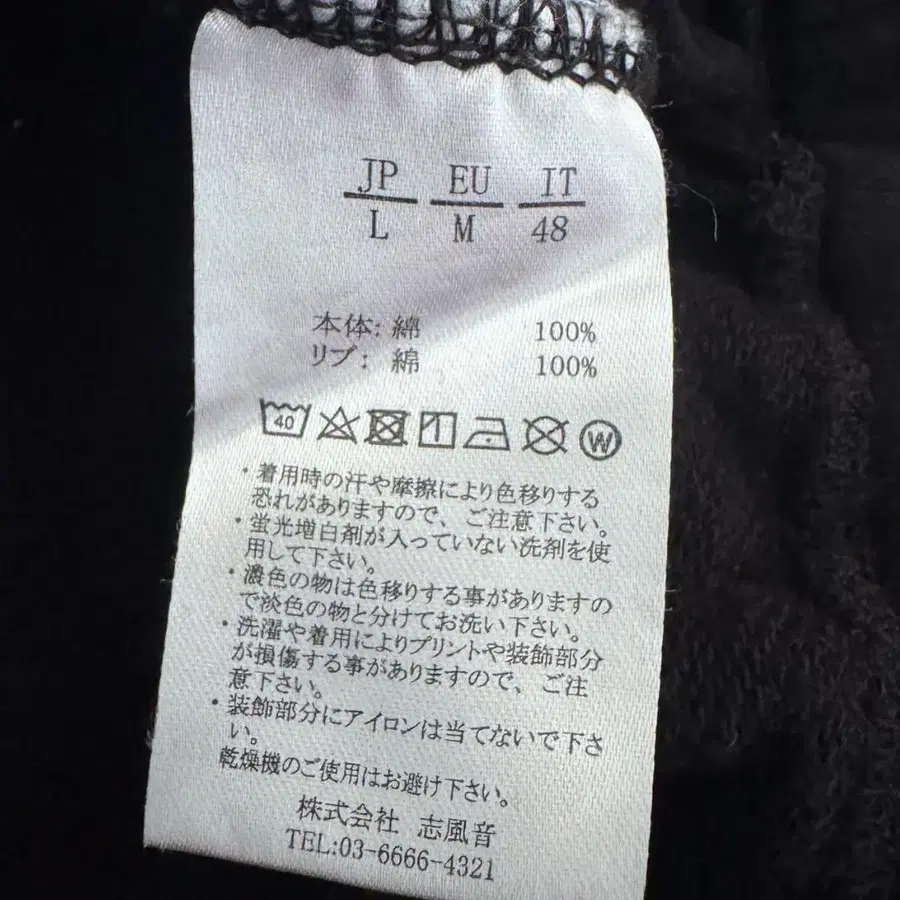 JP EU IT
L M 48
本体: 綿 100%
リブ: 綿 100%
40 W
・着用時の汗や摩擦により色移りする
恐れがありますので、ご注意下さい。
・蛍光増白剤が入っていない洗剤を使
用して下さい。
・濃色の物は色移りする事がありますの
で淡色の物と分けてお洗い下さい。
・洗濯や着用によりプリントや装飾部分
が損傷する事がありますので、ご注
意下さい。
・装飾部分にアイロンは当てないで下さ
い。
乾燥機のご使用はお避け下さい。
株式会社 志風音
TEL:03-6666-4321